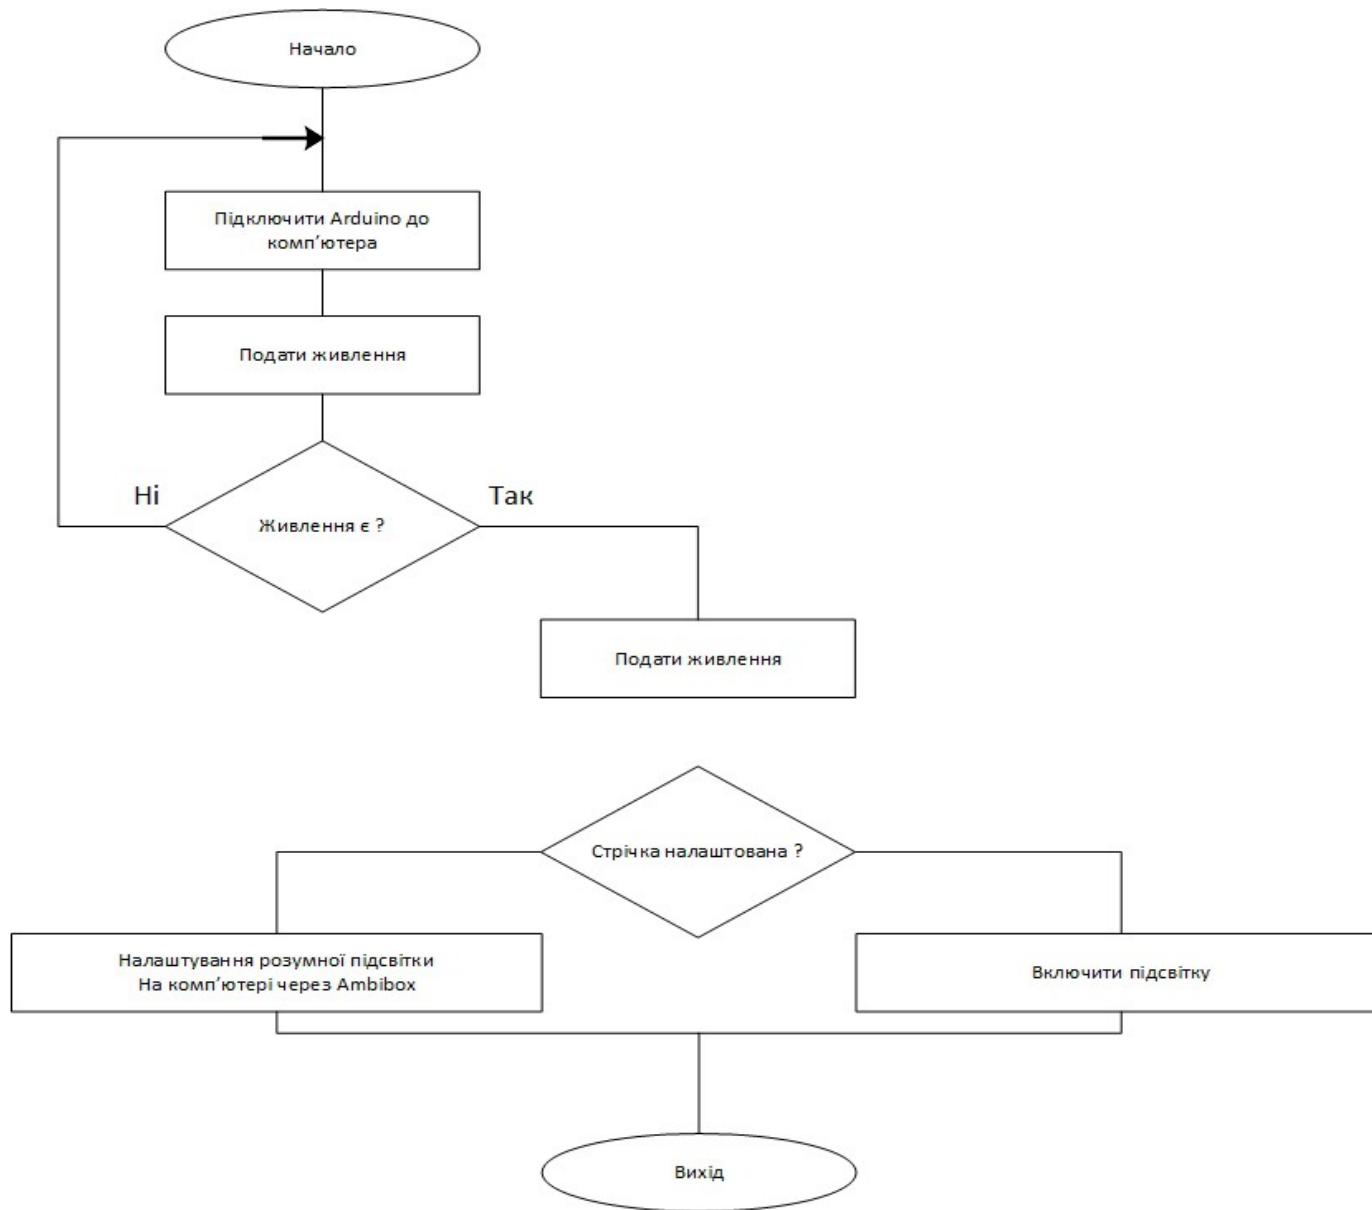 Начало
Підключити Arduino до
комп’ютера
Подати живлення
Ні
Так
Живлення є ?
Подати живлення
Стрічка налаштована ?
Налаштування розумної підсвітки
На комп’ютері через Ambibox
Включити підсвітку
Вихід